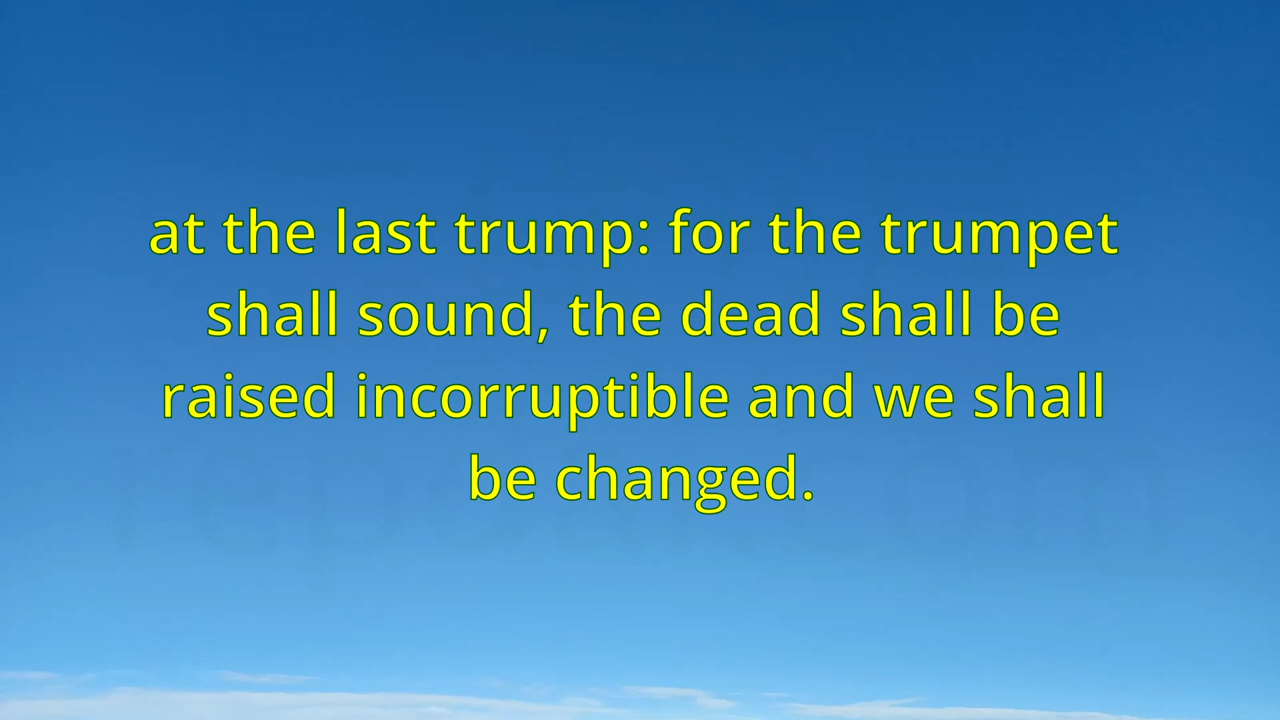 at the last trump: for the trumpet
shall sound, the dead shall be
raised incorruptible and we shall
be changed.